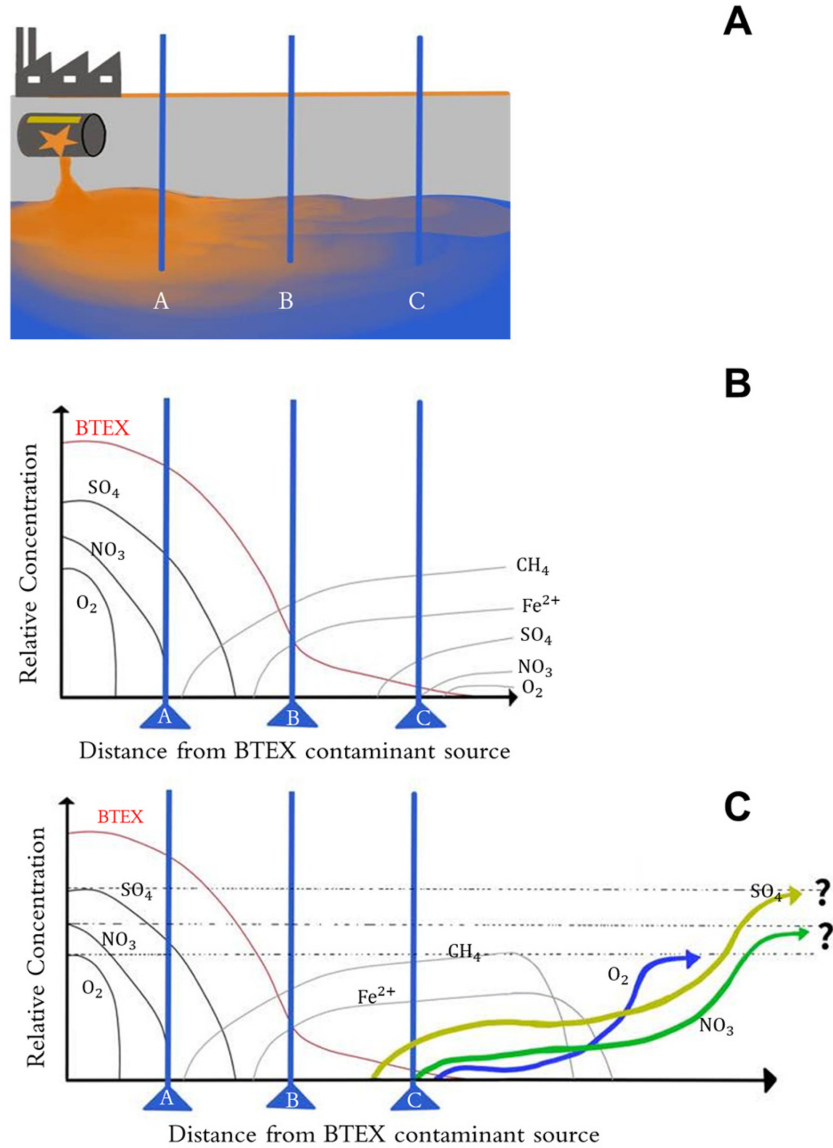 A
A B C
B
BTEX
SO₄
NO₃
O₂
CH₄
Fe²⁺
SO₄
NO₃
O₂
Relative Concentration
A B C
Distance from BTEX contaminant source
C
BTEX
SO₄
NO₃
O₂
CH₄
Fe²⁺
O₂
SO₄ ?
?
NO₃
Relative Concentration
A B C
Distance from BTEX contaminant source